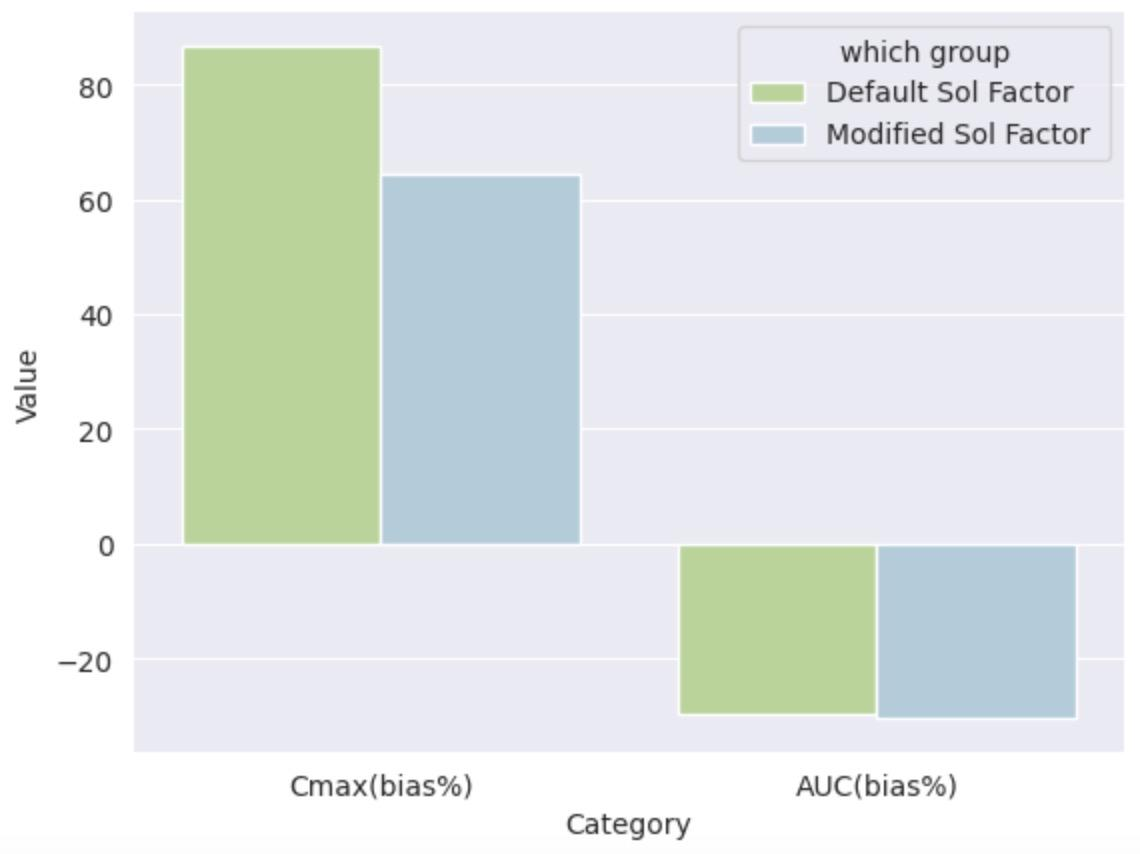 which group
Default Sol Factor
Modified Sol Factor
80
60
40
20
0
−20
Value
Cmax(bias%)
AUC(bias%)
Category